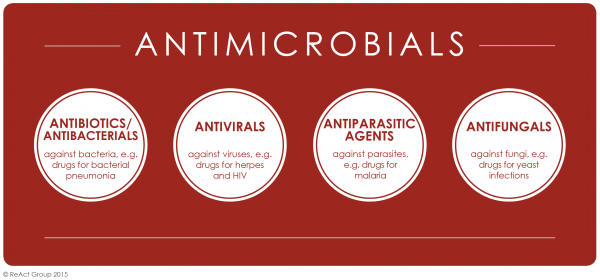 ANTIMICROBIALS
ANTIBIOTICS/
ANTIBACTERIALS
against bacteria, e.g.
drugs for bacterial
pneumonia
ANTIVIRALS
against viruses, e.g.
drugs for herpes
and HIV
ANTIPARASITIC
AGENTS
against parasites,
e.g. drugs for
malaria
ANTIFUNGALS
against fungi, e.g.
drugs for yeast
infections
© ReAct Group 2015